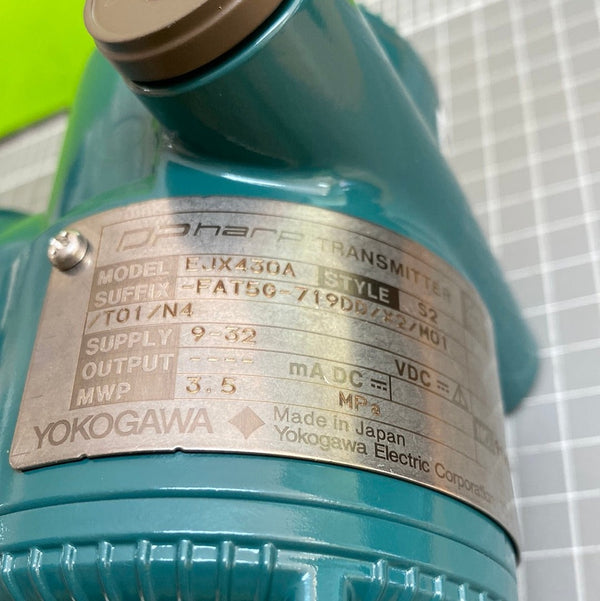 DPharp TRANSMITTER
MODEL EJX430A STYLE S2
SUFFIX -FAT5G-719DD/X2/M01
/T01/N4
SUPPLY 9-32 VDC
OUTPUT ---- mA DC
MWP 3.5 MPa
YOKOGAWA Made in Japan
Yokogawa Electric Corporation